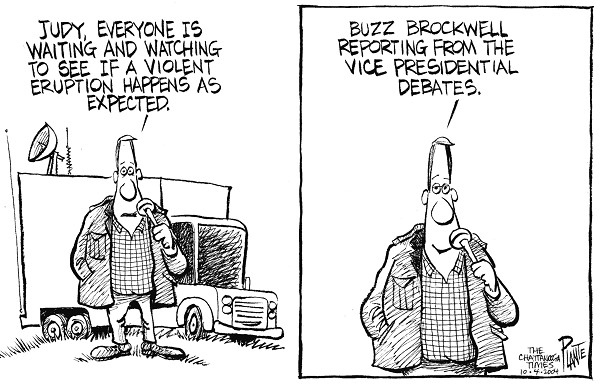 JUDY, EVERYONE IS
WAITING AND WATCHING
TO SEE IF A VIOLENT
ERUPTION HAPPENS AS
EXPECTED.
BUZZ BROCKWELL
REPORTING FROM THE
VICE PRESIDENTIAL
DEBATES.
THE
CHATTANOOGA
TIMES
10.4.2004
PLANTE